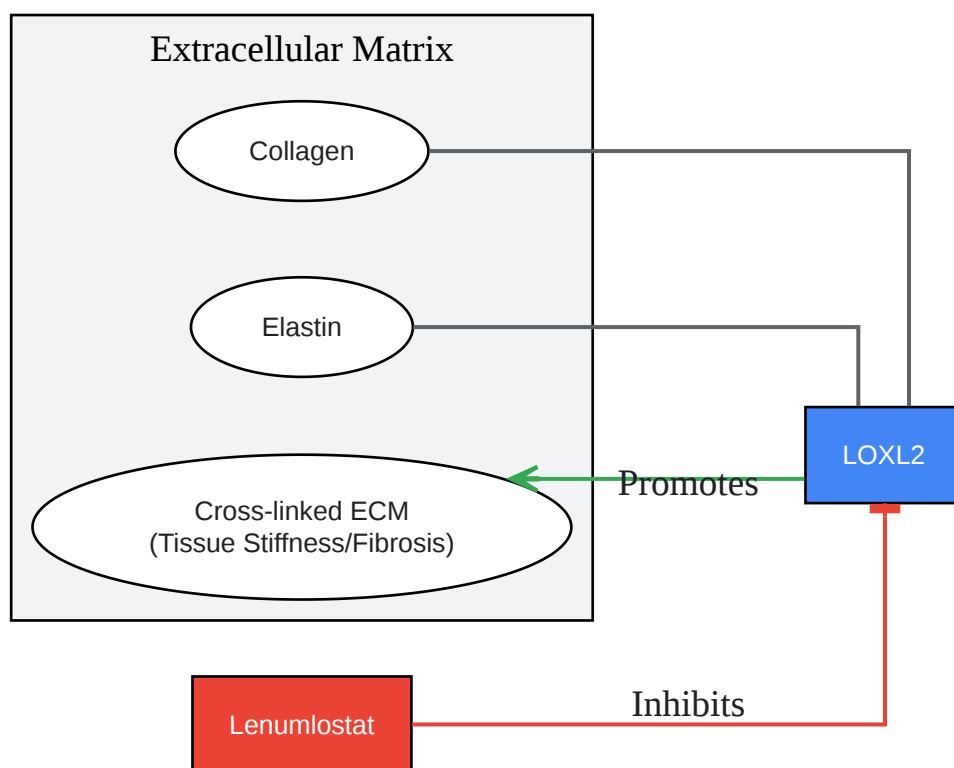 Extracellular Matrix
Collagen
Elastin
LOXL2
Promotes
Cross-linked ECM
(Tissue Stiffness/Fibrosis)
Inhibits
Lenumlostat